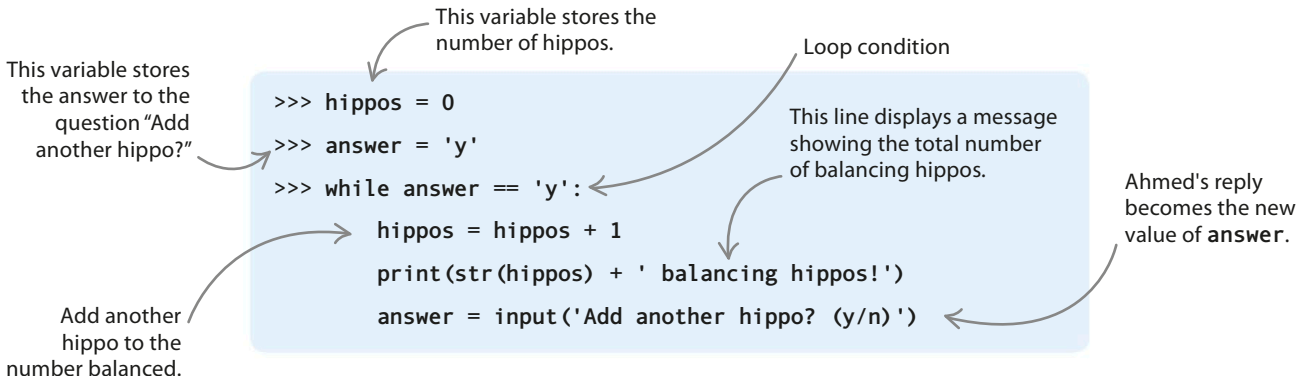 This variable stores the
number of hippos.
Loop condition
This variable stores
the answer to the
question “Add
another hippo?”
>>> hippos = 0
>>> answer = 'y'
>>> while answer == 'y':
hippos = hippos + 1
print(str(hippos) + ' balancing hippos!')
answer = input('Add another hippo? (y/n)')
This line displays a message
showing the total number
of balancing hippos.
Ahmed's reply
becomes the new
value of answer.
Add another
hippo to the
number balanced.